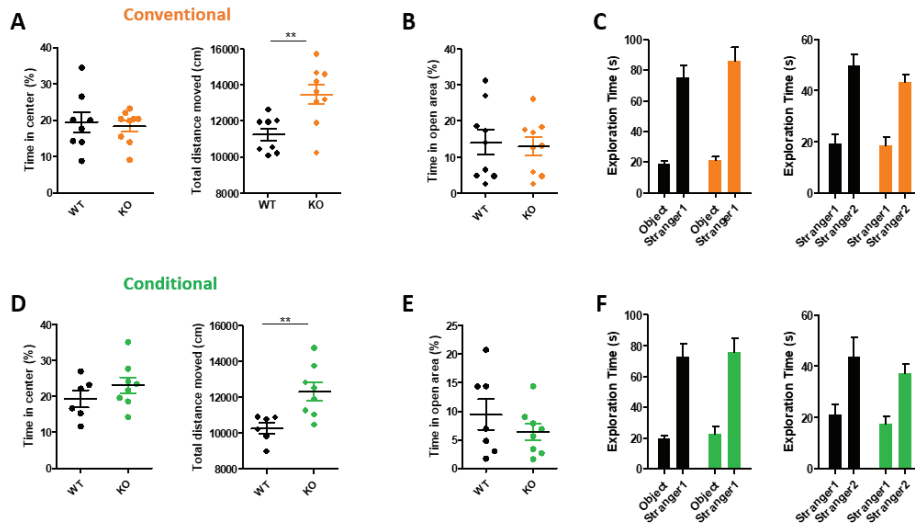 Conventional
A
Time in center (%)
40
30
20
10
0
WT
KO
Total distance moved (cm)
16000
14000
12000
10000
8000
**
WT
KO
B
Time in open area (%)
40
30
20
10
0
WT
KO
C
Exploration Time (s)
100
80
60
40
20
0
Object
Stranger1
Object
Stranger1
Exploration Time (s)
60
40
20
0
Stranger1
Stranger2
Stranger1
Stranger2
Conditional
D
Time in center (%)
40
30
20
10
0
WT
KO
Total distance moved (cm)
16000
14000
12000
10000
8000
**
WT
KO
E
Time in open area (%)
25
20
15
10
5
0
WT
KO
F
Exploration Time (s)
100
80
60
40
20
0
Object
Stranger1
Object
Stranger1
Exploration Time (s)
60
40
20
0
Stranger1
Stranger2
Stranger1
Stranger2